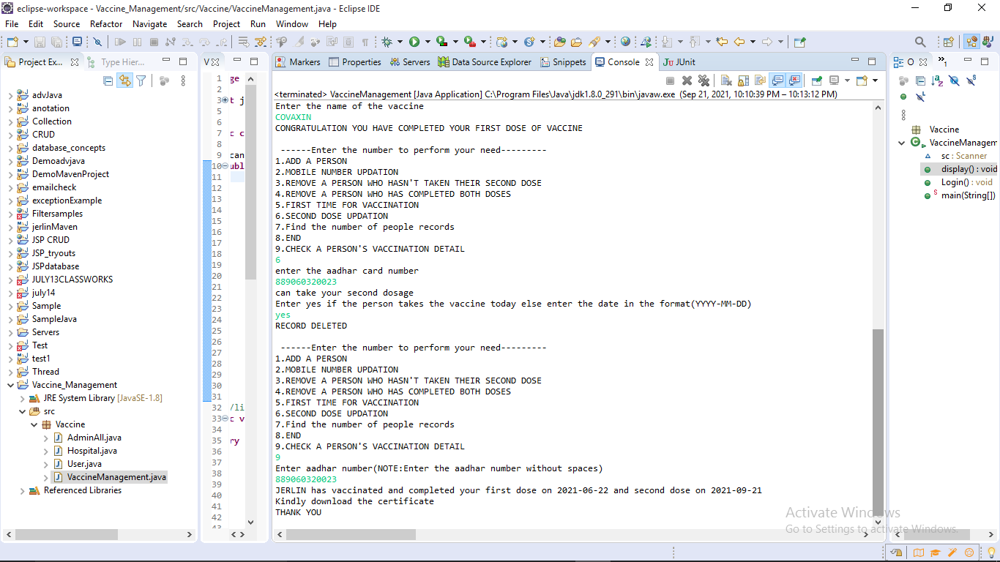 eclipse-workspace - Vaccine_Management/src/Vaccine/VaccineManagement.java - Eclipse IDE
File Edit Source Refactor Navigate Search Project Run Window Help
Project Ex... Type Hier...
advJava
anotation
Collection
CRUD
database_concepts
Demoadvjava
DemoMavenProject
emailcheck
exceptionExample
Filtersamples
jerlinMaven
JSP CRUD
JSP_tryouts
JSPdatabase
JULY13CLASSWORKS
july14
Sample
SampleJava
Servers
Test
test1
Thread
Vaccine_Management
JRE System Library [JavaSE-1.8]
src
Vaccine
AdminAll.java
Hospital.java
User.java
VaccineManagement.java
Referenced Libraries
V
1 ge
2
3 t j
5
6
7 c c
8
9 can
10 ubl
11
12
13
14
15
16
17
18
19
20
21
22
23
24
25
26
27
28
29
30
31
32 /li
33 c v
34
35 ry
36
37
38
39
40
41
42
43
Markers Properties Servers Data Source Explorer Snippets Console JUnit
<terminated> VaccineManagement [Java Application] C:\Program Files\Java\jdk1.8.0_291\bin\javaw.exe (Sep 21, 2021, 10:10:39 PM – 10:13:12 PM)
Enter the name of the vaccine
COVAXIN
CONGRATULATION YOU HAVE COMPLETED YOUR FIRST DOSE OF VACCINE
------Enter the number to perform your need---------
1.ADD A PERSON
2.MOBILE NUMBER UPDATION
3.REMOVE A PERSON WHO HASN'T TAKEN THEIR SECOND DOSE
4.REMOVE A PERSON WHO HAS COMPLETED BOTH DOSES
5.FIRST TIME FOR VACCINATION
6.SECOND DOSE UPDATION
7.Find the number of people records
8.END
9.CHECK A PERSON'S VACCINATION DETAIL
6
enter the aadhar card number
889060320023
can take your second dosage
Enter yes if the person takes the vaccine today else enter the date in the format(YYYY-MM-DD)
yes
RECORD DELETED
------Enter the number to perform your need---------
1.ADD A PERSON
2.MOBILE NUMBER UPDATION
3.REMOVE A PERSON WHO HASN'T TAKEN THEIR SECOND DOSE
4.REMOVE A PERSON WHO HAS COMPLETED BOTH DOSES
5.FIRST TIME FOR VACCINATION
6.SECOND DOSE UPDATION
7.Find the number of people records
8.END
9.CHECK A PERSON'S VACCINATION DETAIL
9
Enter aadhar number(NOTE:Enter the aadhar number without spaces)
889060320023
JERLIN has vaccinated and completed your first dose on 2021-06-22 and second dose on 2021-09-21
Kindly download the certificate
THANK YOU
O
1
Vaccine
VaccineManagem
sc : Scanner
display() : void
Login() : void
main(String[])
Activate Windows
Go to Settings to activate Windows.